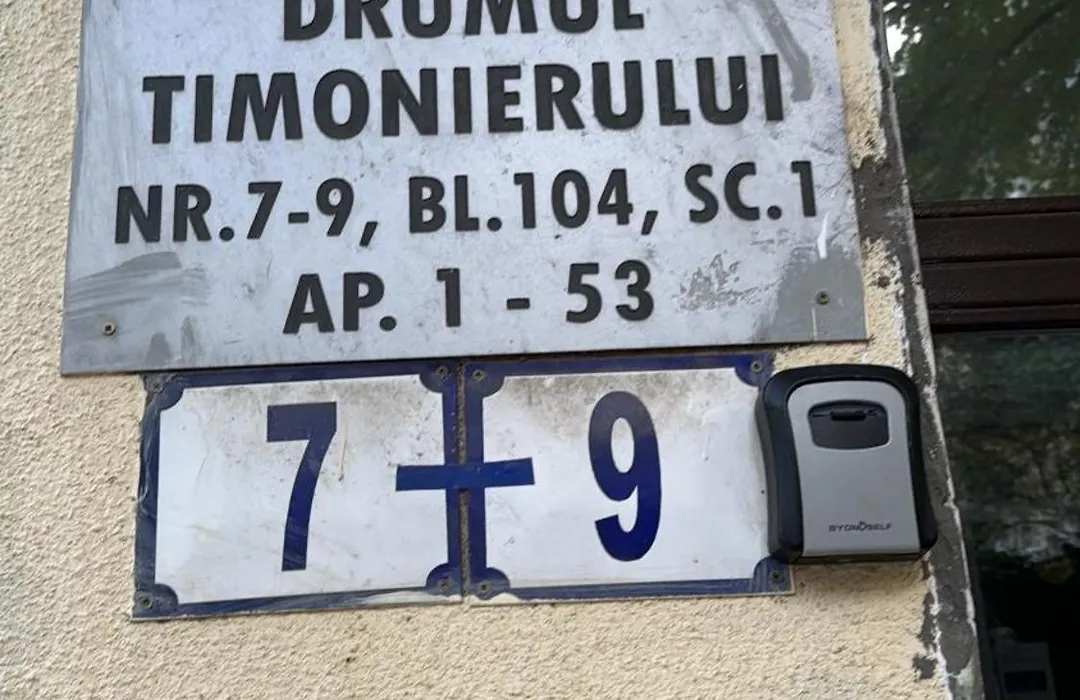 DRUMUL
TIMONIERULUI
NR.7-9, BL.104, SC.1
AP. 1 - 53
7 - 9